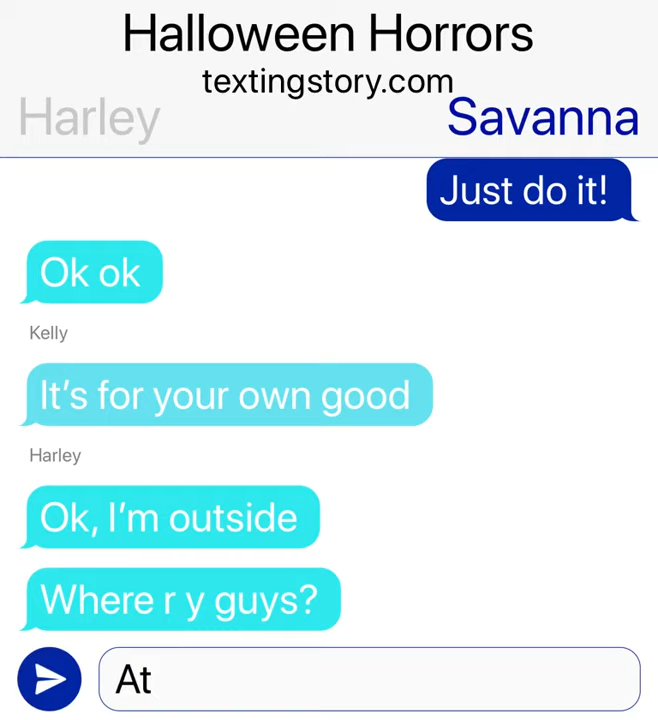 Halloween Horrors
textingstory.com
Harley
Savanna
Just do it!
Ok ok
Kelly
It's for your own good
Harley
Ok, I'm outside
Where r y guys?
At